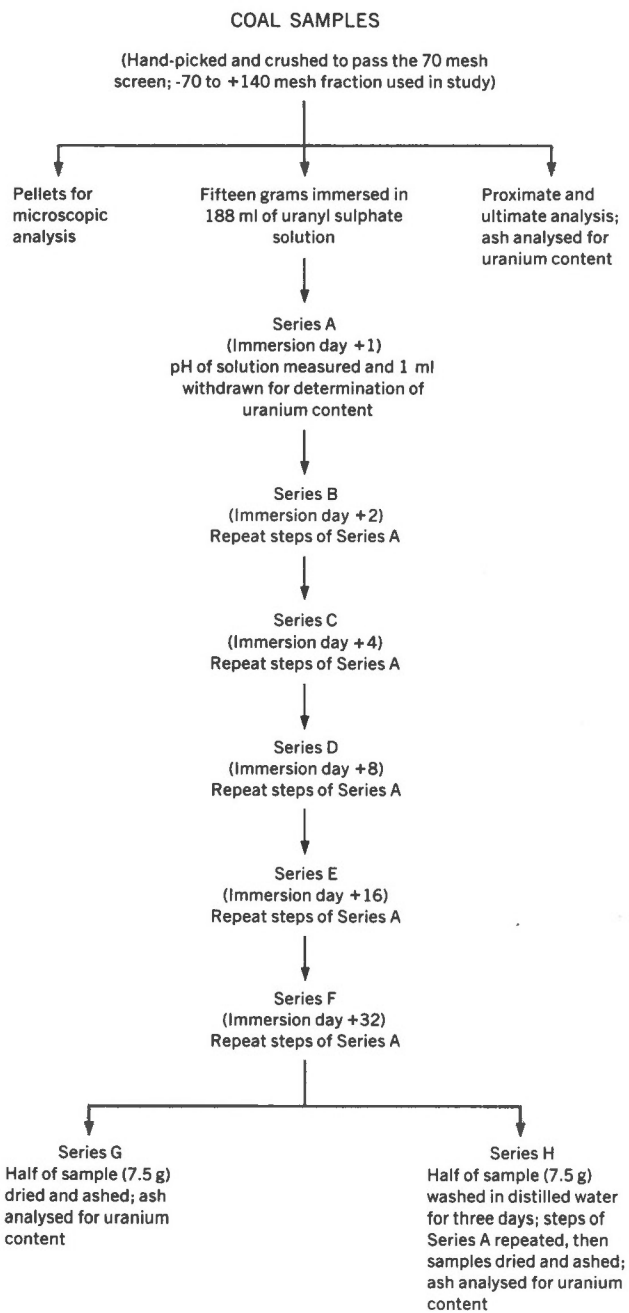 COAL SAMPLES
(Hand-picked and crushed to pass the 70 mesh
screen; -70 to +140 mesh fraction used in study)
Pellets for
microscopic
analysis
Fifteen grams immersed in
188 ml of uranyl sulphate
solution
Proximate and
ultimate analysis;
ash analysed for
uranium content
Series A
(Immersion day +1)
pH of solution measured and 1 ml
withdrawn for determination of
uranium content
Series B
(Immersion day +2)
Repeat steps of Series A
Series C
(Immersion day +4)
Repeat steps of Series A
Series D
(Immersion day +8)
Repeat steps of Series A
Series E
(Immersion day +16)
Repeat steps of Series A
Series F
(Immersion day +32)
Repeat steps of Series A
Series G
Half of sample (7.5 g)
dried and ashed; ash
analysed for uranium
content
Series H
Half of sample (7.5 g)
washed in distilled water
for three days; steps of
Series A repeated, then
samples dried and ashed;
ash analysed for uranium
content